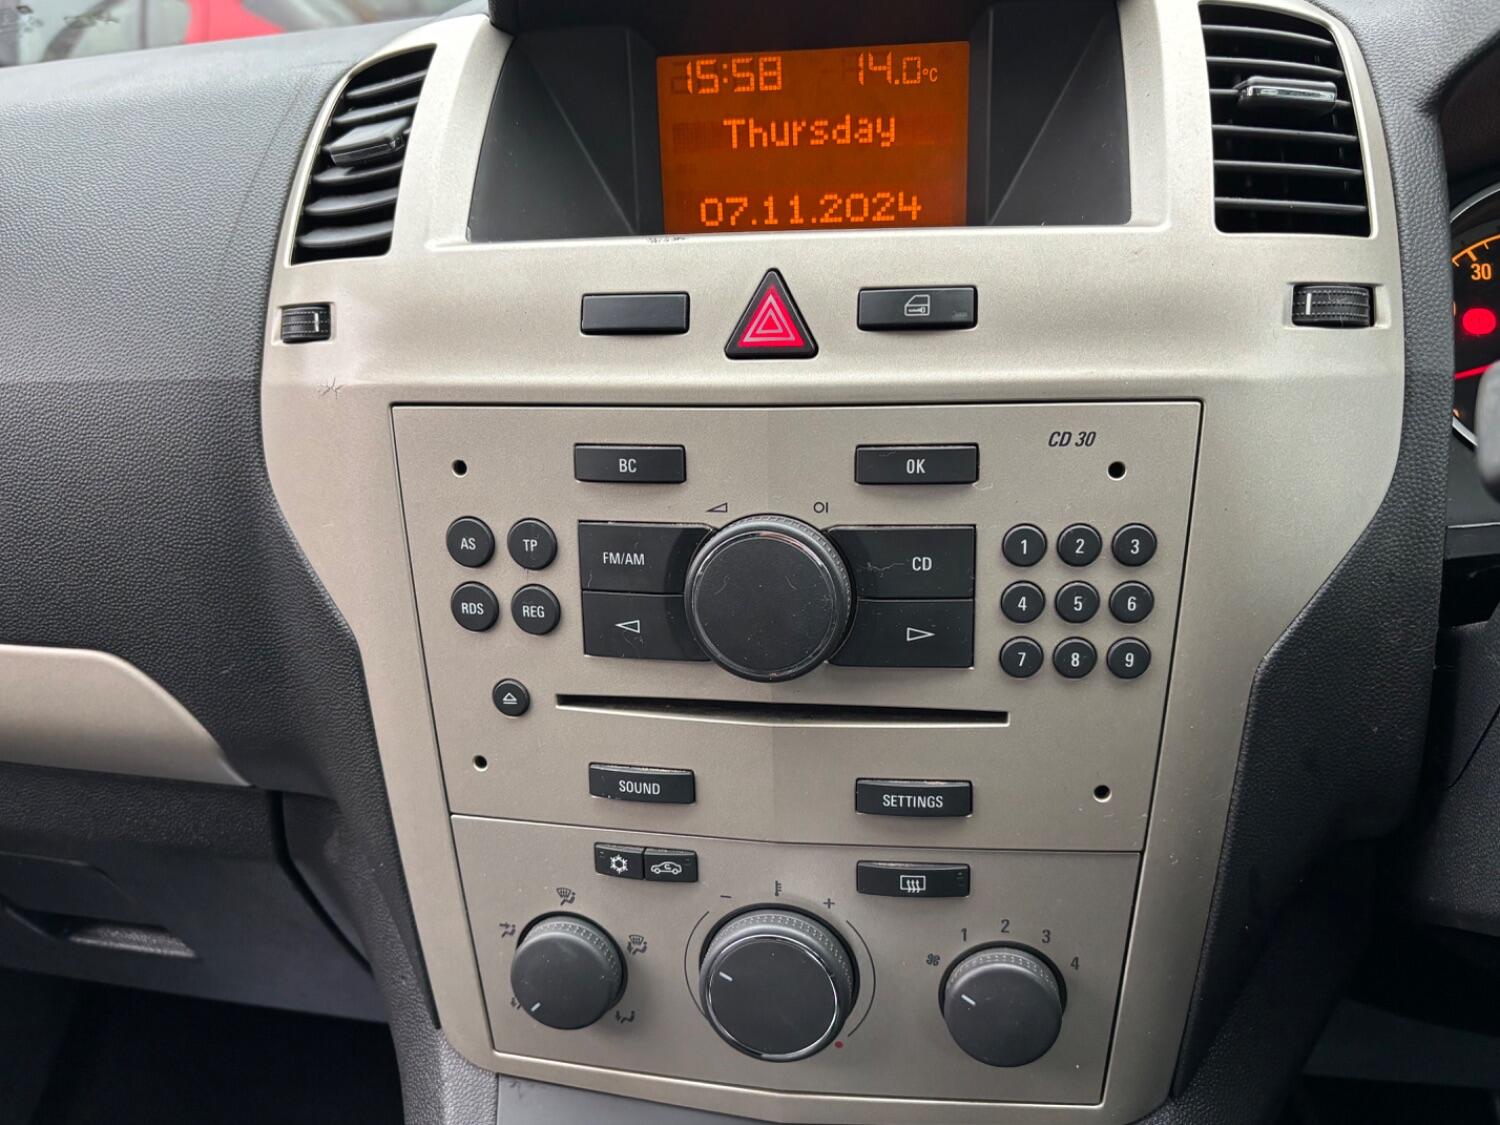 15:58 14.0°C
Thursday
07.11.2024
30
CD 30
BC OK
AS TP FM/AM CD 1 2 3
RDS REG 4 5 6
7 8 9
SOUND SETTINGS
- +
1 2 3 4